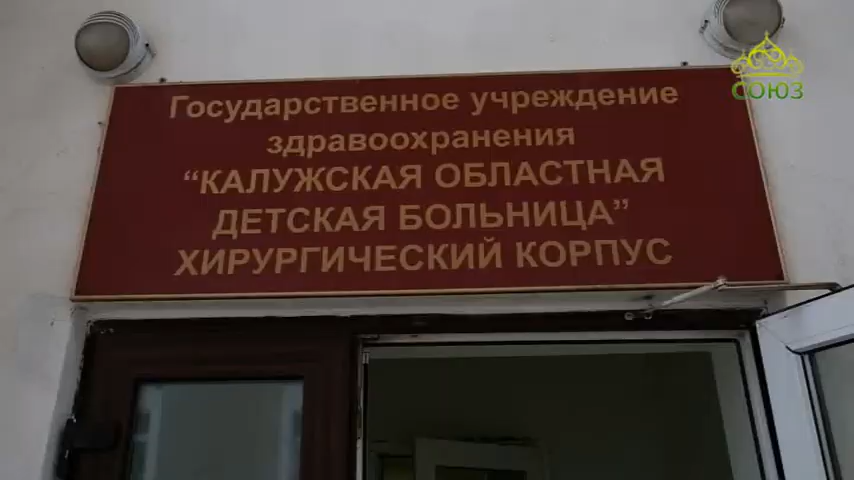 СОЮЗ
Государственное учреждение
здравоохранения
“КАЛУЖСКАЯ ОБЛАСТНАЯ
ДЕТСКАЯ БОЛЬНИЦА”
ХИРУРГИЧЕСКИЙ КОРПУС